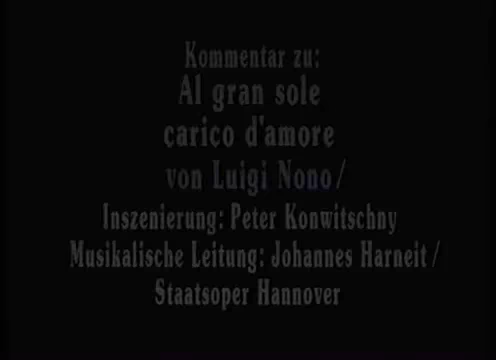 Kommentar zu:
Al gran sole
carico d'amore
von Luigi Nono/
Inszenierung: Peter Konwitschny
Musikalische Leitung: Johannes Harneit /
Staatsoper Hannover